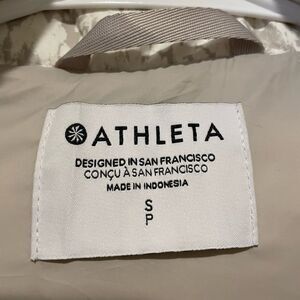 ATHLETA
DESIGNED IN SAN FRANCISCO
CONÇU À SAN FRANCISCO
MADE IN INDONESIA
S
P